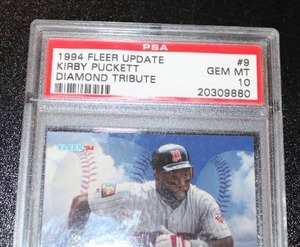 PSA
1994 FLEER UPDATE #9
KIRBY PUCKETT GEM MT
DIAMOND TRIBUTE 10
20309880
FLEER '94